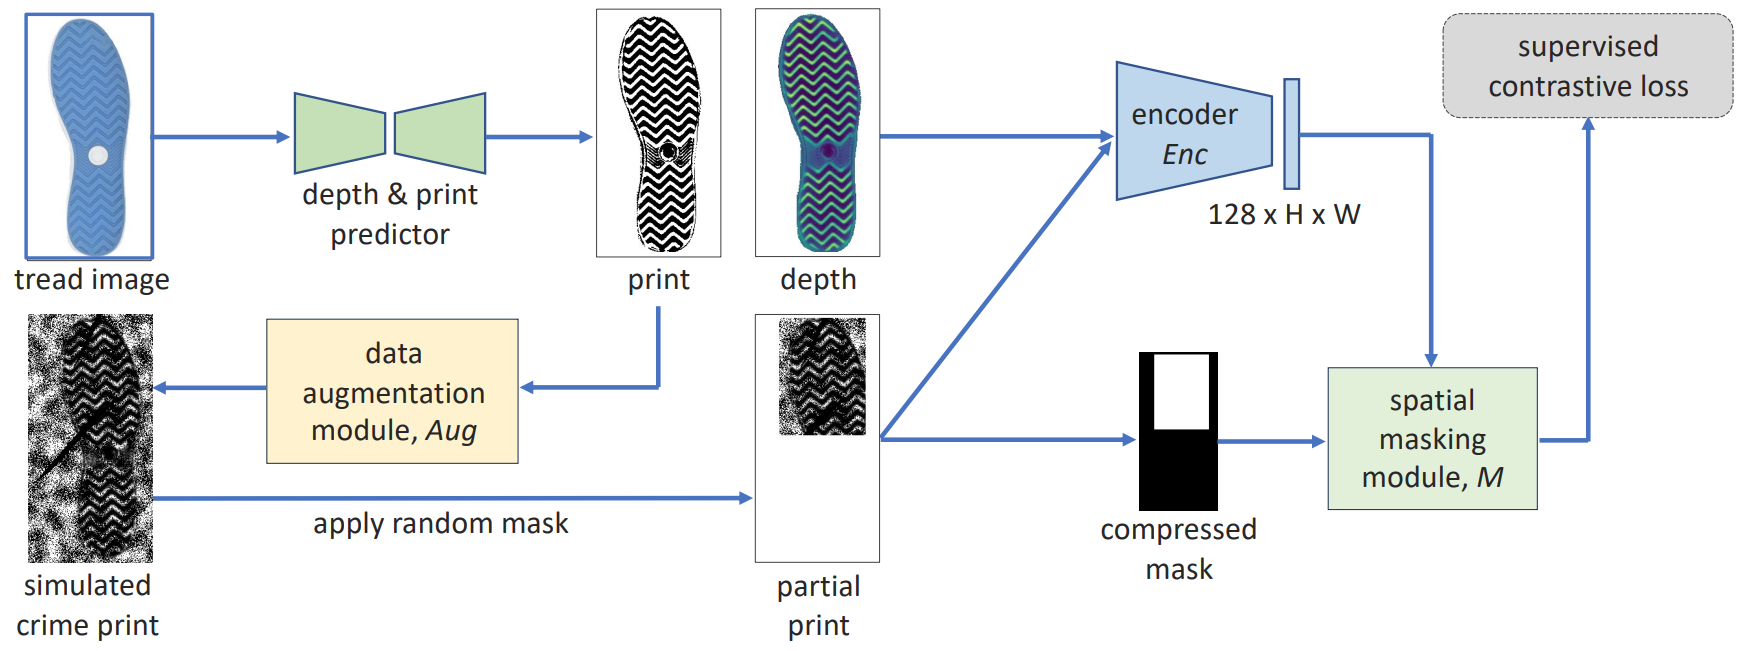 tread image
depth & print
predictor
print
depth
encoder
Enc
128 x H x W
supervised
contrastive loss
data
augmentation
module, Aug
simulated
crime print
apply random mask
partial
print
compressed
mask
spatial
masking
module, M